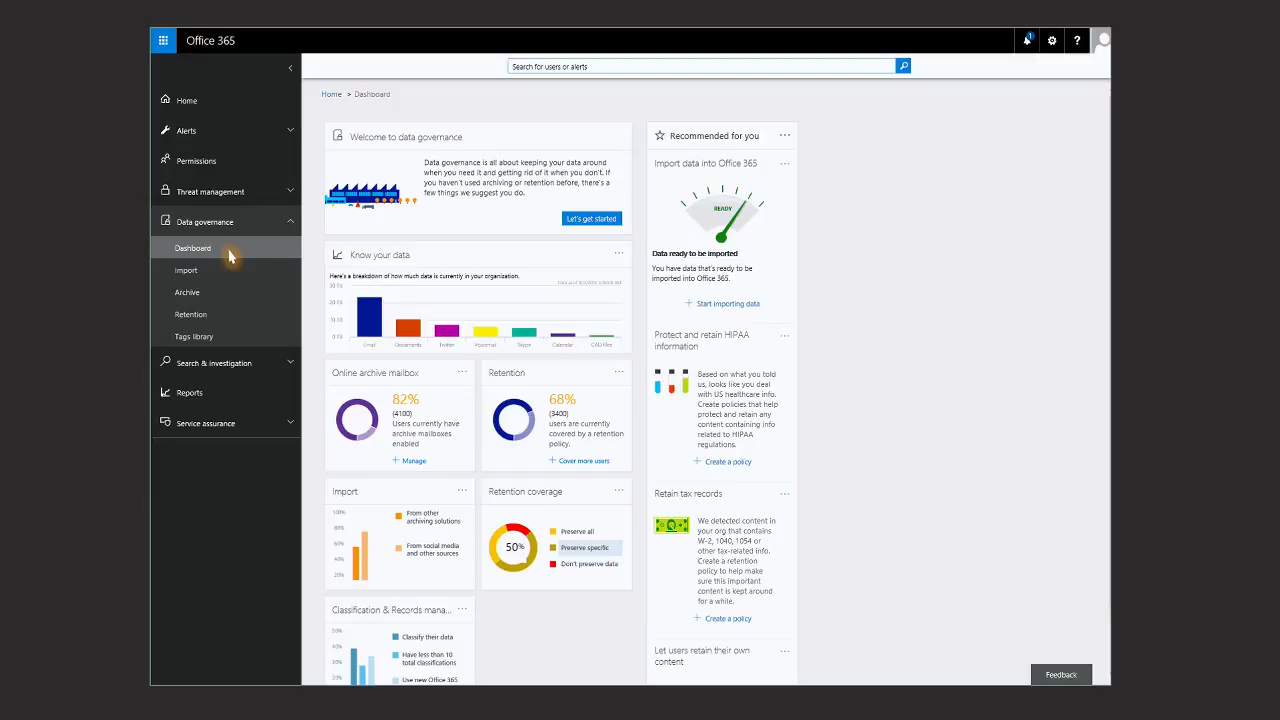 Office 365
1
?
Search for users or alerts
Home
Alerts
Permissions
Threat management
Data governance
Dashboard
Import
Archive
Retention
Tags library
Search & investigation
Reports
Service assurance
Home > Dashboard
Welcome to data governance
Data governance is all about keeping your data around
when you need it and getting rid of it when you don't. If
you haven't used archiving or retention before, there's a
few things we suggest you do.
Let's get started
Know your data
Here's a breakdown of how much data is currently in your organization.
Email
Documents
Twitter
Voicemail
Skype
Calendar
CAD files
Online archive mailbox
82%
(4100)
Users currently have
archive mailboxes
enabled
+ Manage
Retention
68%
(3400)
users are currently
covered by a retention
policy.
+ Cover more users
Import
100%
80%
60%
40%
20%
From other
archiving solutions
From social media
and other sources
Retention coverage
50%
Preserve all
Preserve specific
Don't preserve data
Classification & Records mana...
50%
40%
30%
20%
Classify their data
Have less than 10
total classifications
Use new Office 365
Recommended for you
Import data into Office 365
READY
Data ready to be imported
You have data that's ready to be
imported into Office 365.
+ Start importing data
Protect and retain HIPAA
information
Based on what you told
us, looks like you deal
with US healthcare info.
Create policies that help
protect and retain any
content containing info
related to HIPAA
regulations.
+ Create a policy
Retain tax records
We detected content in
your org that contains
W-2, 1040, 1054 or
other tax-related info.
Create a retention
policy to help make
sure this important
content is kept around
for a while.
+ Create a policy
Let users retain their own
content
Feedback